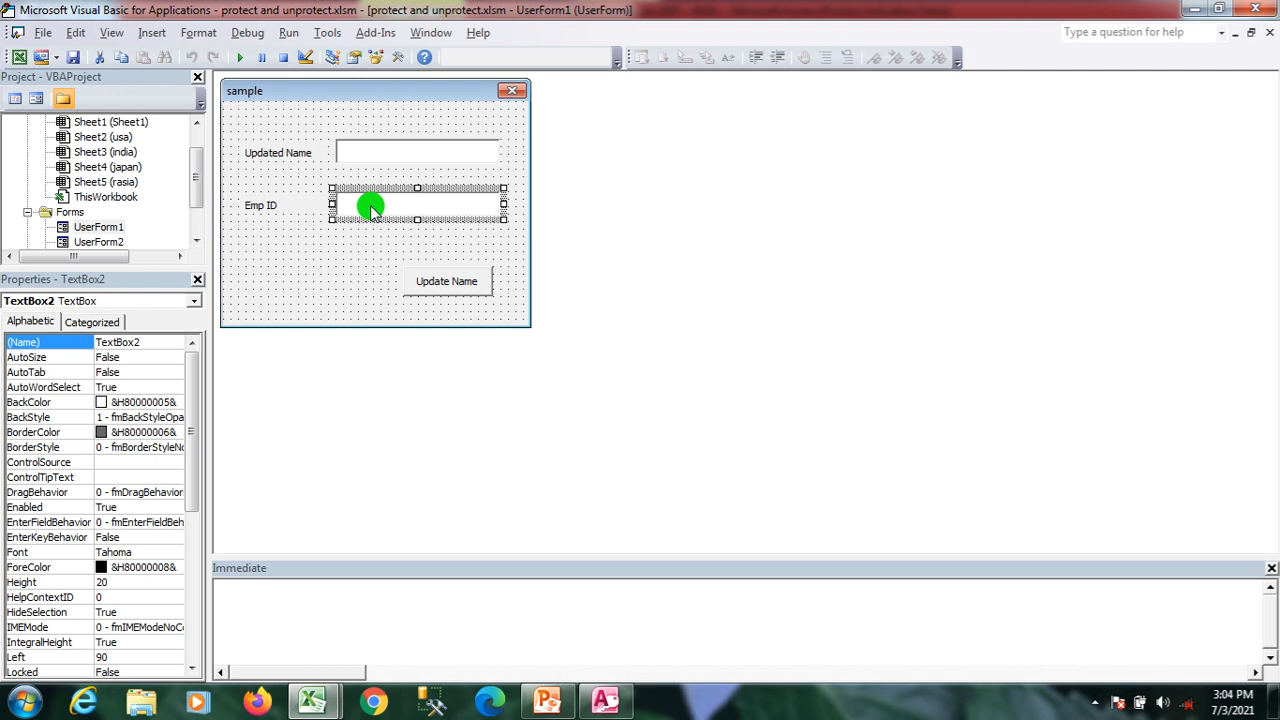 Microsoft Visual Basic for Applications - protect and unprotect.xlsm - [protect and unprotect.xlsm - UserForm1 (UserForm)]
File Edit View Insert Format Debug Run Tools Add-Ins Window Help
Type a question for help
Project - VBAProject
Sheet1 (Sheet1)
Sheet2 (usa)
Sheet3 (india)
Sheet4 (japan)
Sheet5 (rasia)
ThisWorkbook
Forms
UserForm1
UserForm2
sample
Updated Name
Emp ID
Update Name
Properties - TextBox2
TextBox2 TextBox
Alphabetic Categorized
(Name) TextBox2
AutoSize False
AutoTab False
AutoWordSelect True
BackColor &H80000005&
BackStyle 1 - fmBackStyleOpa
BorderColor &H80000006&
BorderStyle 0 - fmBorderStyleNo
ControlSource
ControlTipText
DragBehavior 0 - fmDragBehavior
Enabled True
EnterFieldBehavior 0 - fmEnterFieldBeh
EnterKeyBehavior False
Font Tahoma
ForeColor &H80000008&
Height 20
HelpContextID 0
HideSelection True
IMEMode 0 - fmIMEModeNoCo
IntegralHeight True
Left 90
Locked False
Immediate
3:04 PM
7/3/2021